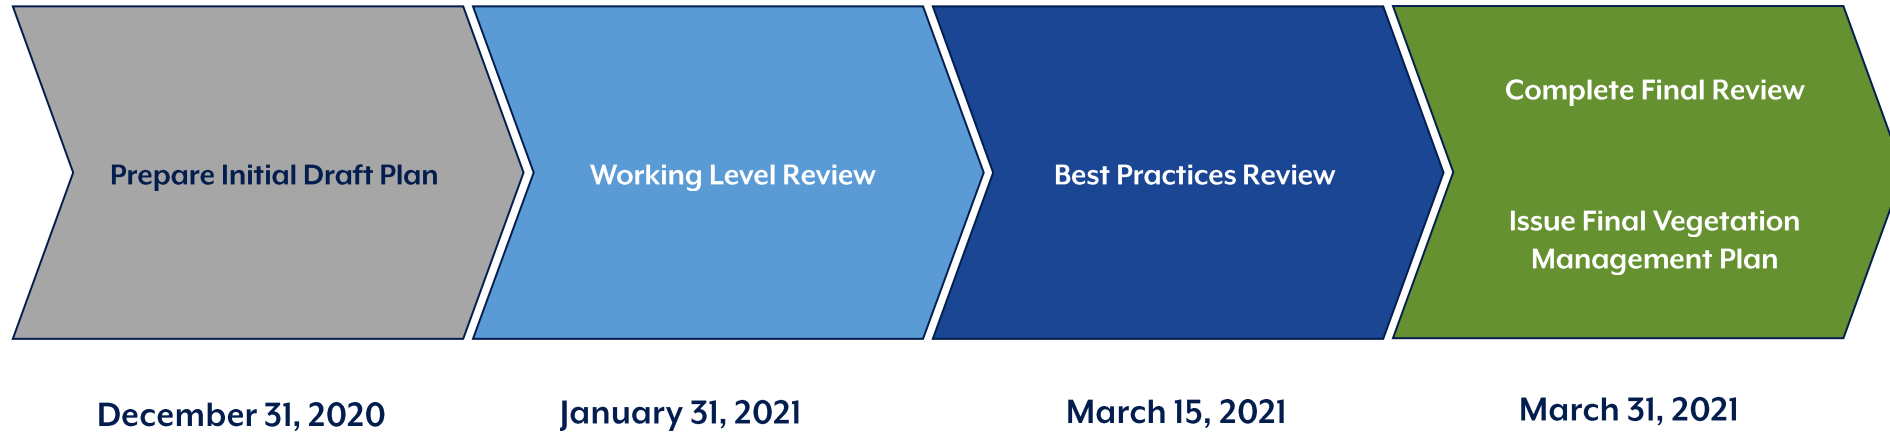 Prepare Initial Draft Plan
Working Level Review
Best Practices Review
Complete Final Review
Issue Final Vegetation
Management Plan
December 31, 2020
January 31, 2021
March 15, 2021
March 31, 2021